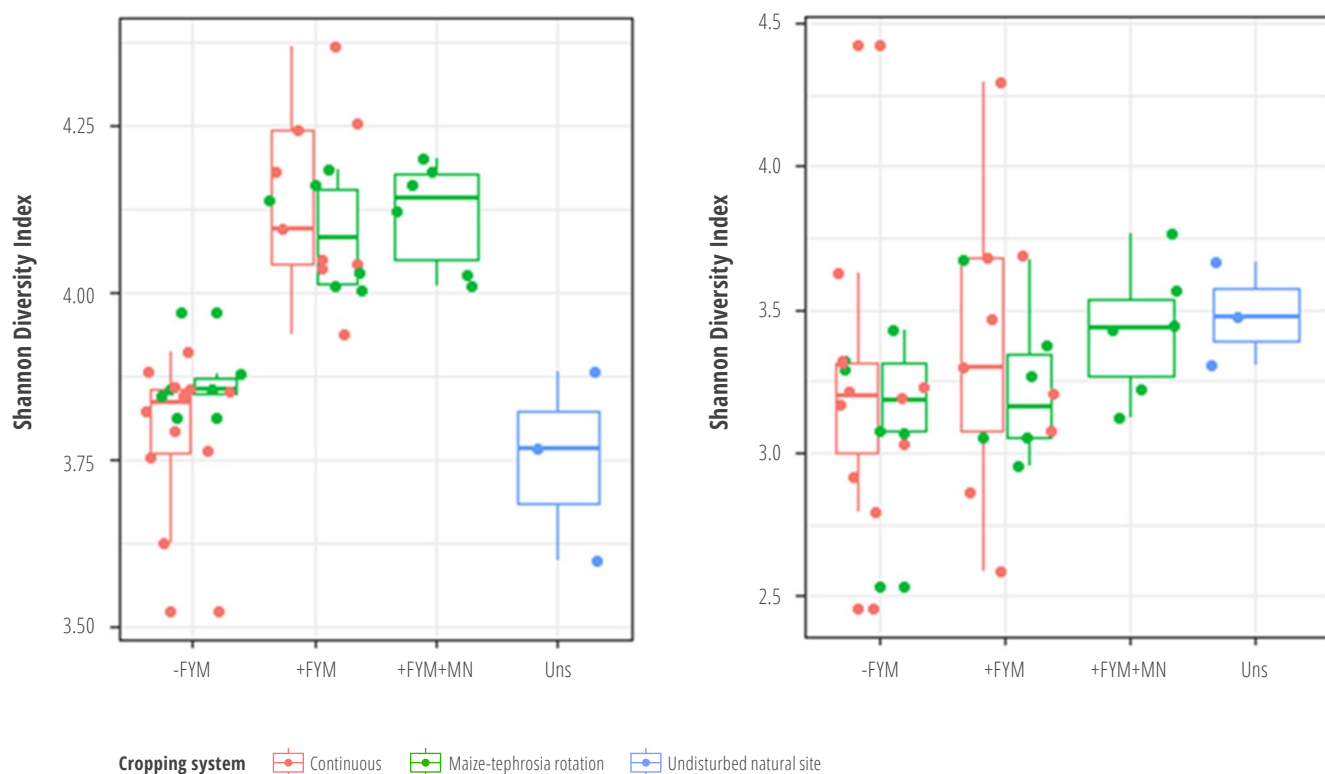 Shannon Diversity Index
4.25
4.00
3.75
3.50
-FYM +FYM +FYM+MN Uns
Shannon Diversity Index
4.5
4.0
3.5
3.0
2.5
-FYM +FYM +FYM+MN Uns
Cropping system Continuous Maize-tephrosia rotation Undisturbed natural site